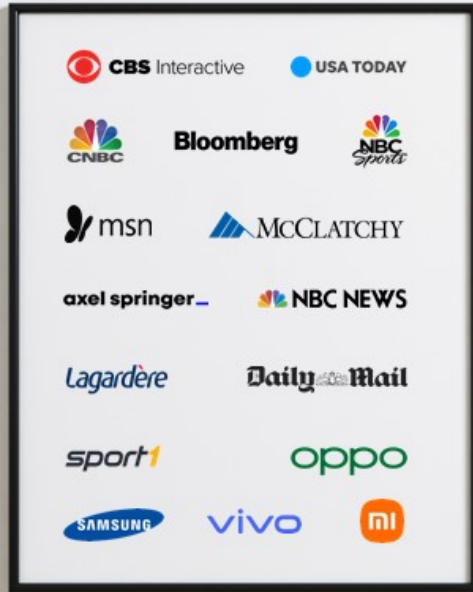 CBS Interactive
USA TODAY
CNBC
Bloomberg
NBC
Sports
msn
McCLATCHY
axel springer_
NBC NEWS
Lagardère
Daily Mail
sport1
oppo
SAMSUNG
vivo
mi